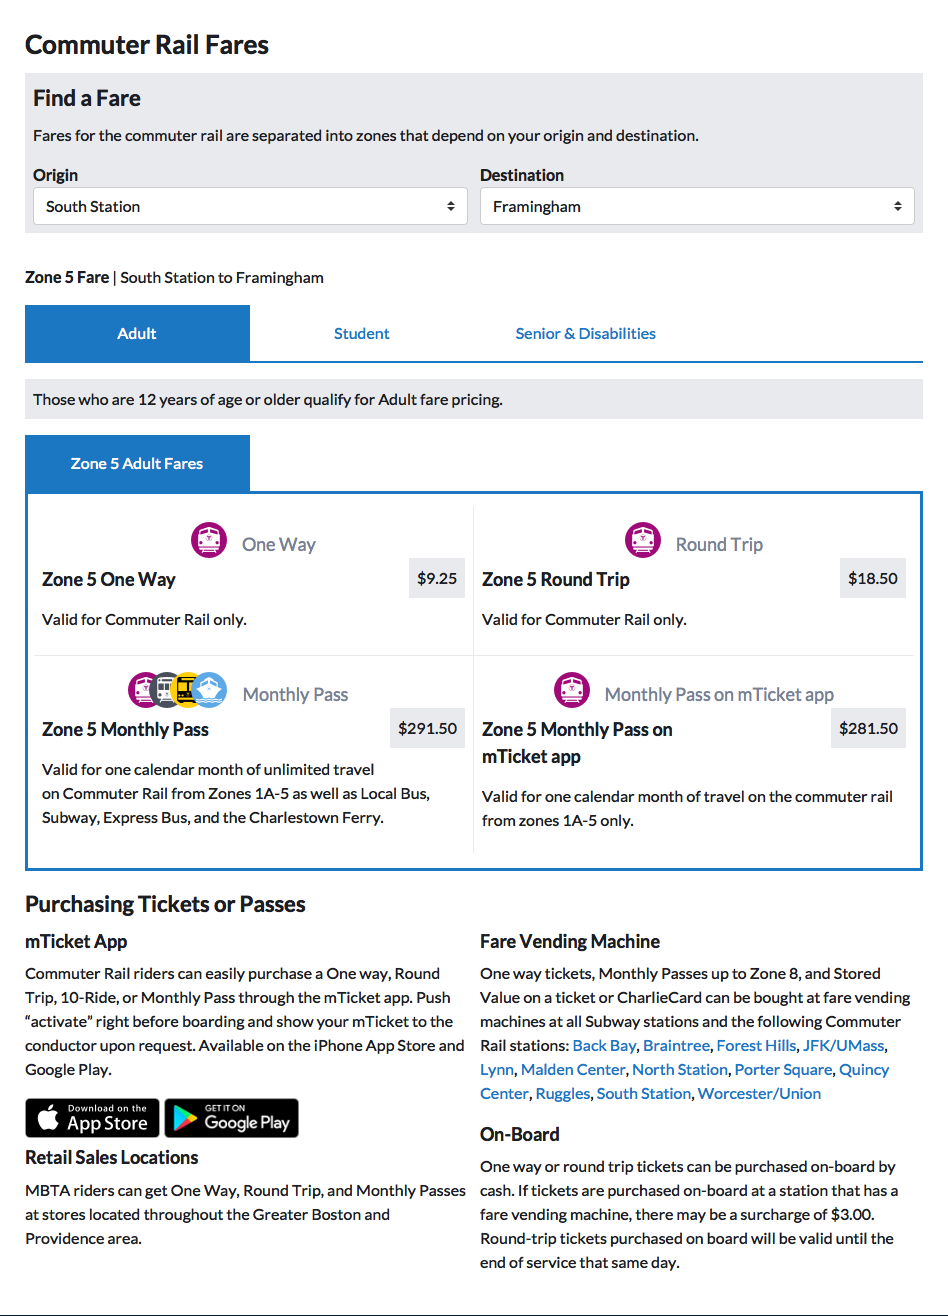 Commuter Rail Fares
Find a Fare
Fares for the commuter rail are separated into zones that depend on your origin and destination.
Origin
South Station
Destination
Framingham
Zone 5 Fare | South Station to Framingham
Adult
Student
Senior & Disabilities
Those who are 12 years of age or older qualify for Adult fare pricing.
Zone 5 Adult Fares
One Way
Zone 5 One Way
$9.25
Valid for Commuter Rail only.
Round Trip
Zone 5 Round Trip
$18.50
Valid for Commuter Rail only.
Monthly Pass
Zone 5 Monthly Pass
$291.50
Valid for one calendar month of unlimited travel
on Commuter Rail from Zones 1A-5 as well as Local Bus,
Subway, Express Bus, and the Charlestown Ferry.
Monthly Pass on mTicket app
Zone 5 Monthly Pass on
mTicket app
$281.50
Valid for one calendar month of travel on the commuter rail
from zones 1A-5 only.
Purchasing Tickets or Passes
mTicket App
Commuter Rail riders can easily purchase a One way, Round
Trip, 10-Ride, or Monthly Pass through the mTicket app. Push
“activate” right before boarding and show your mTicket to the
conductor upon request. Available on the iPhone App Store and
Google Play.
Download on the
App Store
GET IT ON
Google Play
Retail Sales Locations
MBTA riders can get One Way, Round Trip, and Monthly Passes
at stores located throughout the Greater Boston and
Providence area.
Fare Vending Machine
One way tickets, Monthly Passes up to Zone 8, and Stored
Value on a ticket or CharlieCard can be bought at fare vending
machines at all Subway stations and the following Commuter
Rail stations: Back Bay, Braintree, Forest Hills, JFK/UMass,
Lynn, Malden Center, North Station, Porter Square, Quincy
Center, Ruggles, South Station, Worcester/Union
On-Board
One way or round trip tickets can be purchased on-board by
cash. If tickets are purchased on-board at a station that has a
fare vending machine, there may be a surcharge of $3.00.
Round-trip tickets purchased on board will be valid until the
end of service that same day.